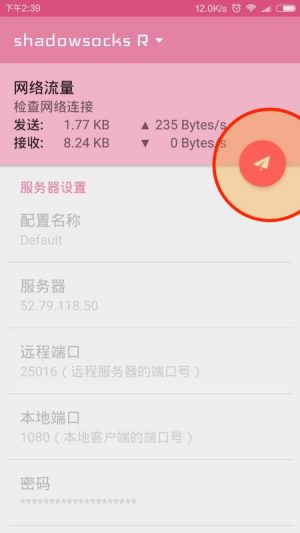 下午2:39
12.0K/s
shadowsocks R
网络流量
检查网络连接
发送: 1.77 KB ▲ 235 Bytes/s
接收: 8.24 KB ▼ 0 Bytes/s
服务器设置
配置名称
Default
服务器
52.79.118.50
远程端口
25016（远程服务器的端口号）
本地端口
1080（本地客户端的端口号）
密码
********************